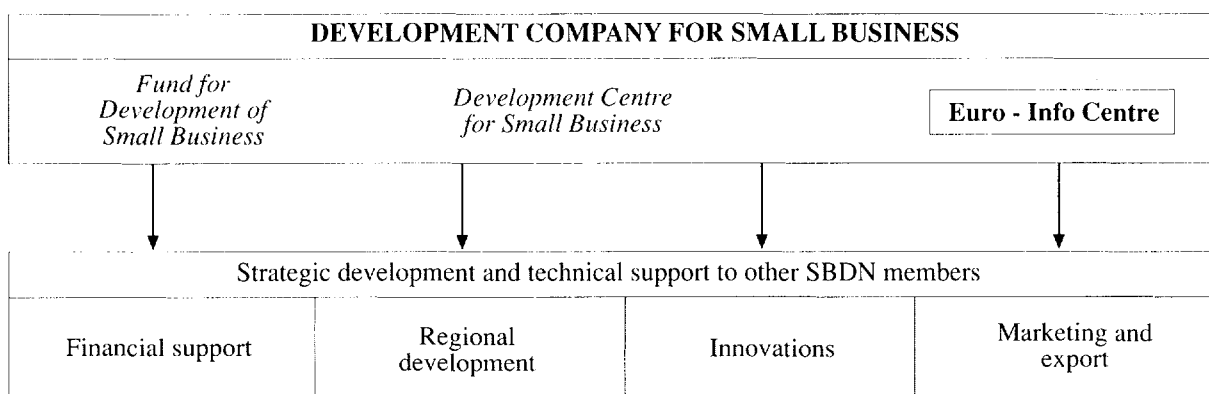 DEVELOPMENT COMPANY FOR SMALL BUSINESS
Fund for
Development of
Small Business
Development Centre
for Small Business
Euro - Info Centre
Strategic development and technical support to other SBDN members
Financial support
Regional
development
Innovations
Marketing and
export